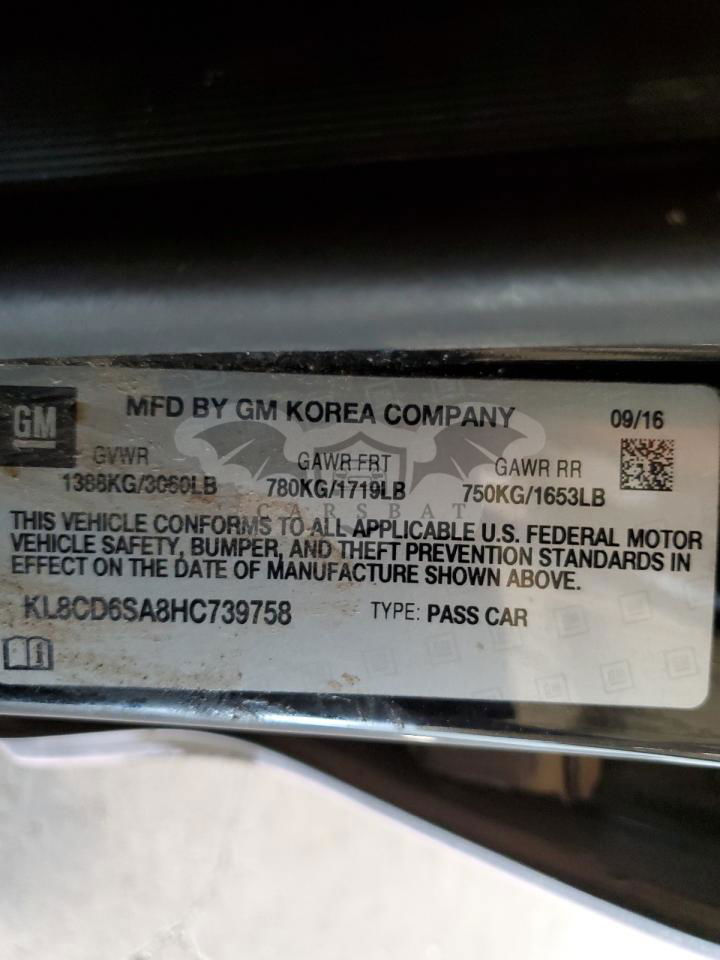 GM
MFD BY GM KOREA COMPANY
09/16
GVWR GAWR FRT GAWR RR
1388KG/3060LB 780KG/1719LB 750KG/1653LB
CARSBAT
THIS VEHICLE CONFORMS TO ALL APPLICABLE U.S. FEDERAL MOTOR
VEHICLE SAFETY, BUMPER, AND THEFT PREVENTION STANDARDS IN
EFFECT ON THE DATE OF MANUFACTURE SHOWN ABOVE.
KL8CD6SA8HC739758 TYPE: PASS CAR